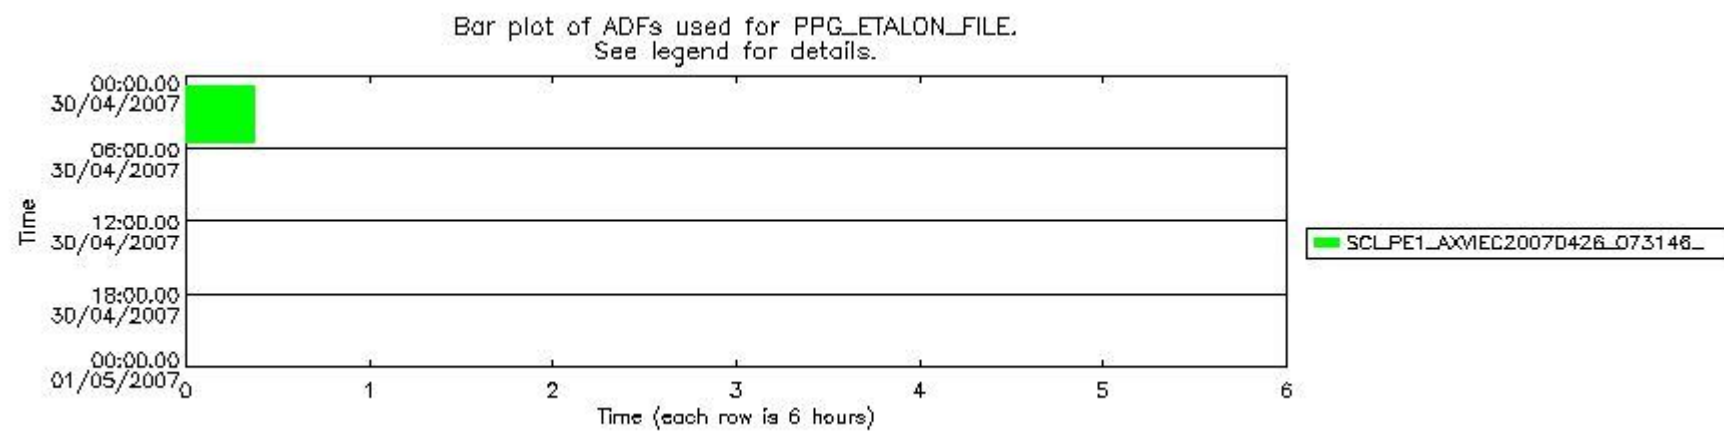 Bar plot of ADFs used for PPG_ETALON_FILE.
See legend for details.
00:00.00
30/04/2007
06:00.00
30/04/2007
Time
12:00.00
30/04/2007
SCI_PE1_AXVIEC20070426_073146_
18:00.00
30/04/2007
00:00.00
01/05/2007
0 1 2 3 4 5 6
Time (each row is 6 hours)